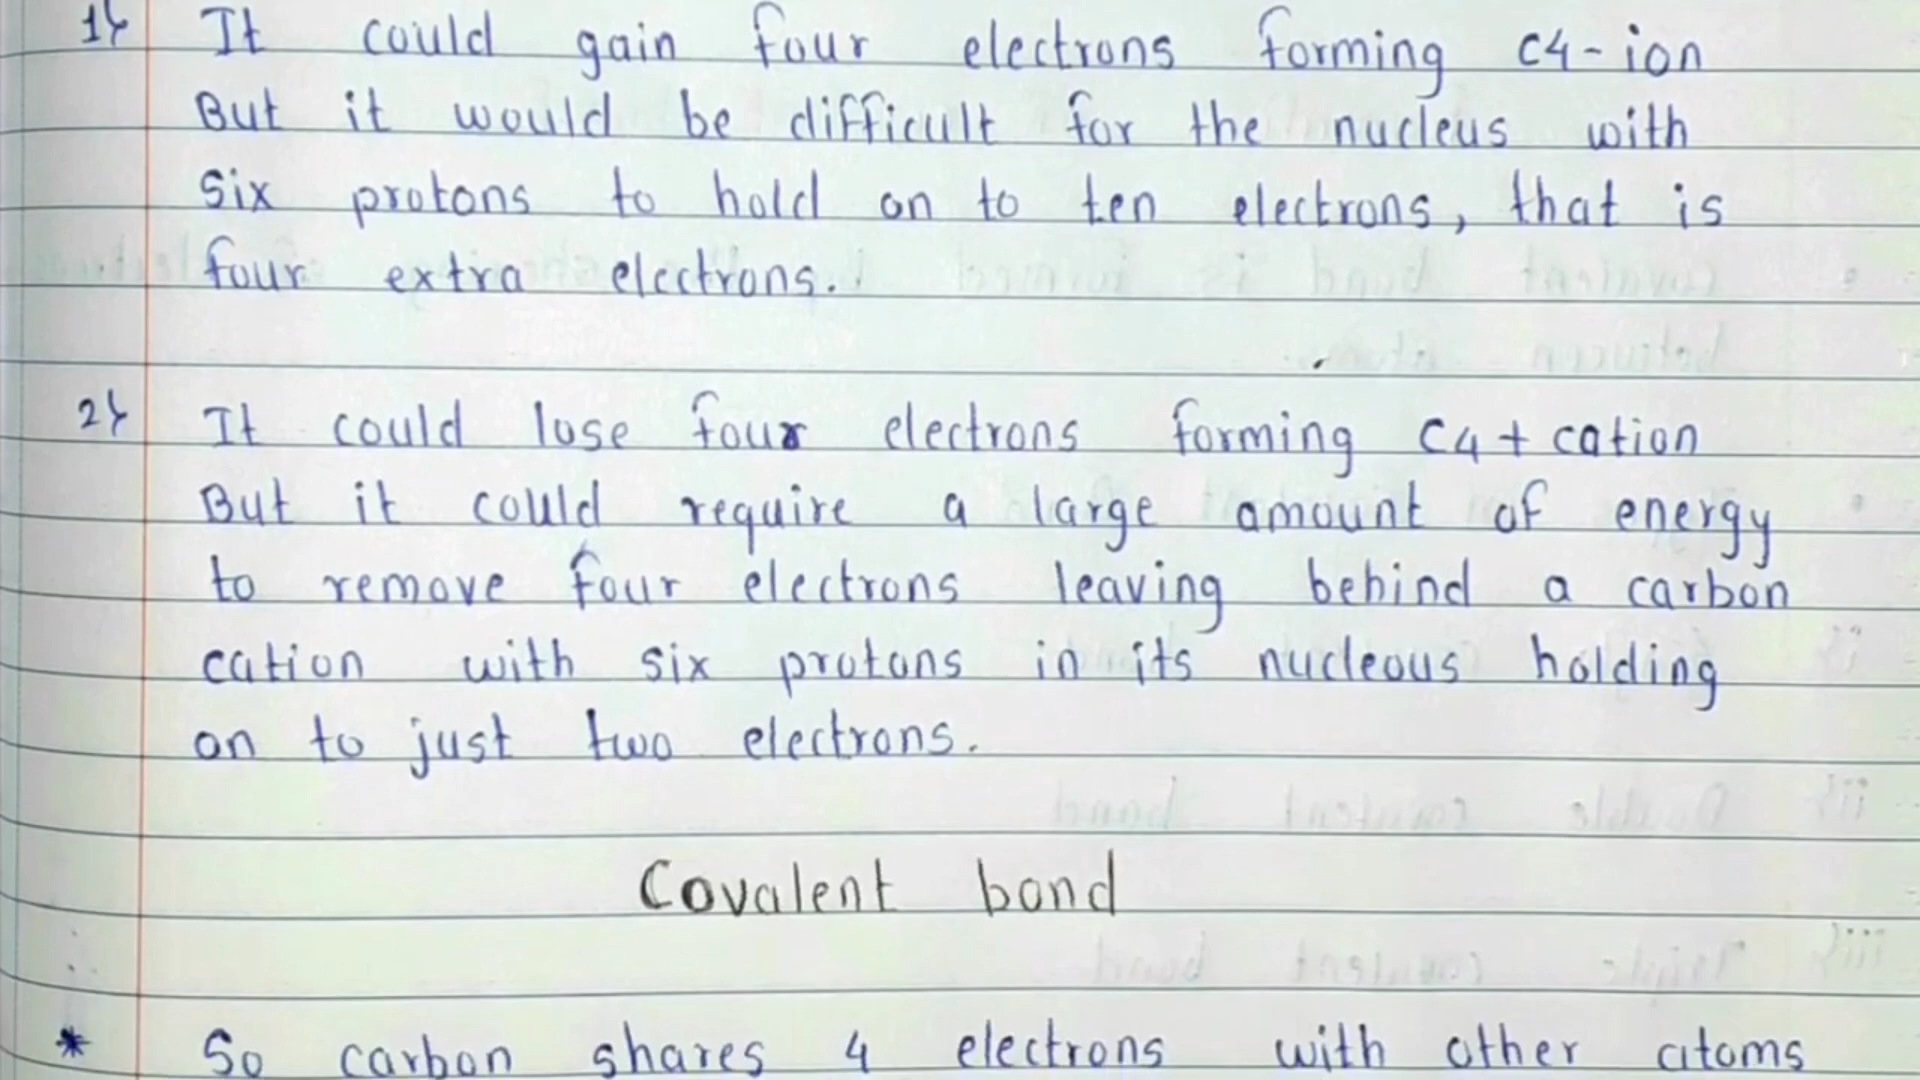 1} It could gain four electrons forming C4- ion
But it would be difficult for the nucleus with
six protons to hold on to ten electrons, that is
four extra electrons.
2} It could lose four electrons forming C4+ cation
But it could require a large amount of energy
to remove four electrons leaving behind a carbon
cation with six protons in its nucleous holding
on to just two electrons.
Covalent bond
* So carbon shares 4 electrons with other atoms